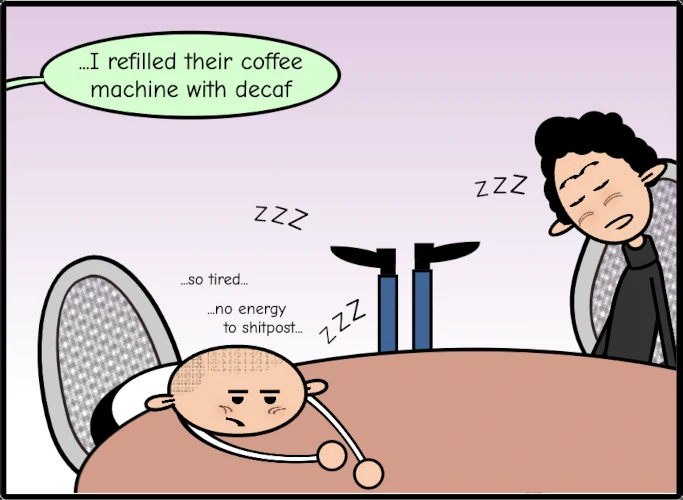 ...I refilled their coffee
machine with decaf
zzz
zzz
...so tired...
...no energy
to shitpost...
zzz